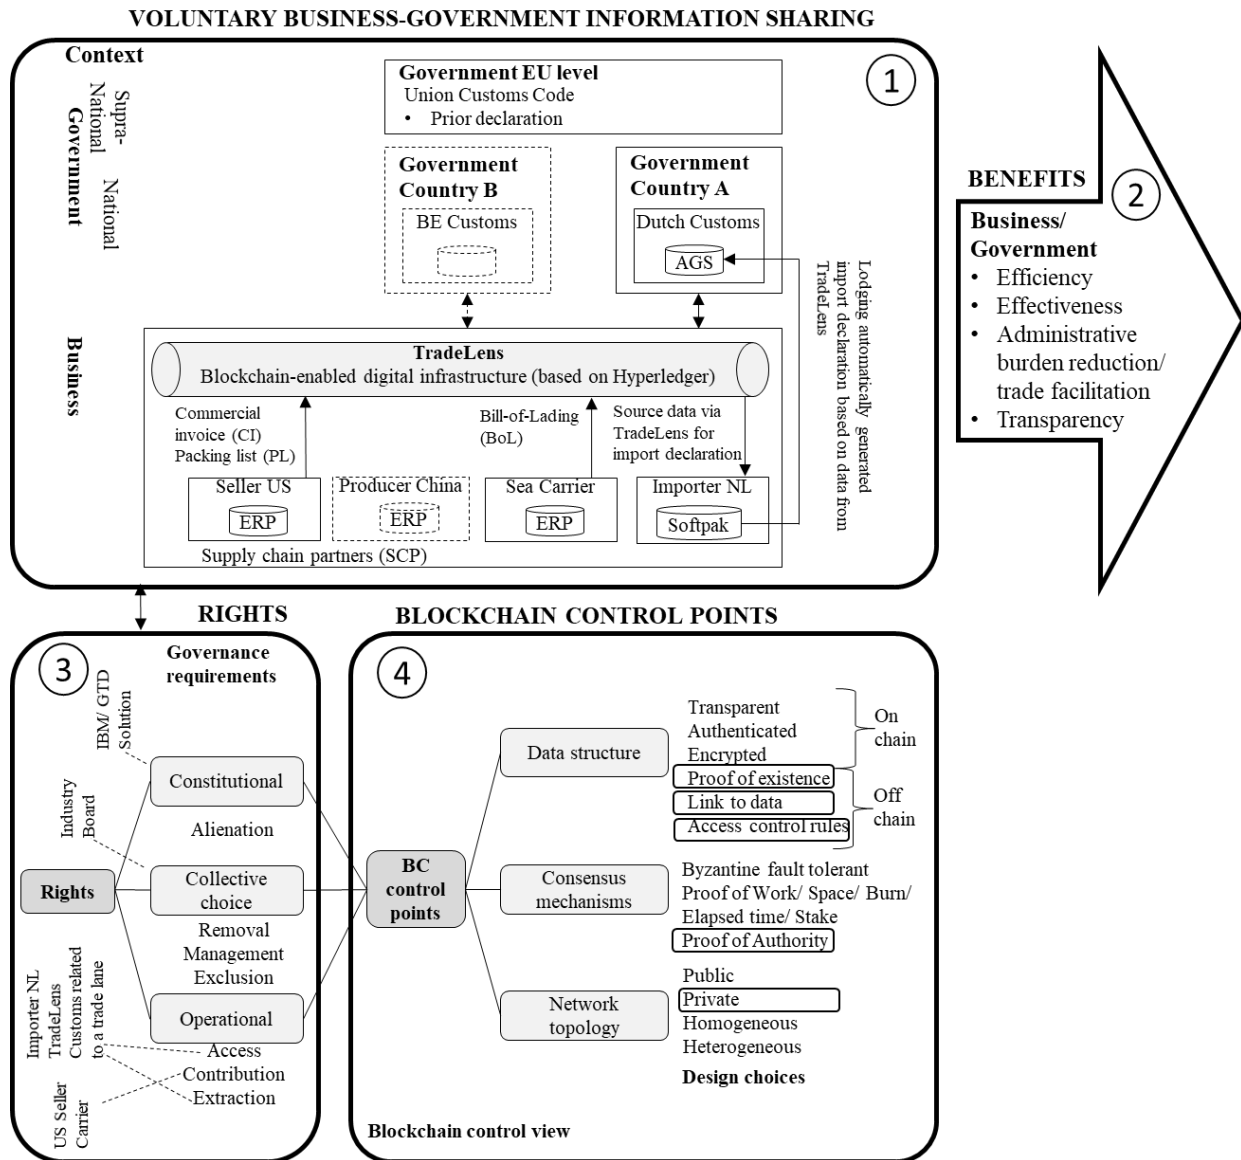 VOLUNTARY BUSINESS-GOVERNMENT INFORMATION SHARING
Context
1
Supra-
National
National
Government
Business
Government EU level
Union Customs Code
• Prior declaration
Government
Country B
BE Customs
Government
Country A
Dutch Customs
AGS
TradeLens
Blockchain-enabled digital infrastructure (based on Hyperledger)
Commercial
invoice (CI)
Packing list (PL)
Bill-of-Lading
(BoL)
Source data via
TradeLens for
import declaration
Lodging automatically generated
import declaration based on data from
TradeLens
Seller US
ERP
Producer China
ERP
Sea Carrier
ERP
Importer NL
Softpak
Supply chain partners (SCP)
BENEFITS
2
Business/
Government
• Efficiency
• Effectiveness
• Administrative
burden reduction/
trade facilitation
• Transparency
RIGHTS
3
Governance
requirements
IBM/ GTD
Solution
Industry
Board
Rights
Constitutional
Alienation
Collective
choice
Removal
Management
Exclusion
Operational
Access
Contribution
Extraction
Importer NL
TradeLens
Customs related
to a trade lane
US Seller
Carrier
BLOCKCHAIN CONTROL POINTS
4
BC
control
points
Data structure
Transparent
Authenticated
Encrypted
Proof of existence
Link to data
Access control rules
On
chain
Off
chain
Consensus
mechanisms
Byzantine fault tolerant
Proof of Work/ Space/ Burn/
Elapsed time/ Stake
Proof of Authority
Network
topology
Public
Private
Homogeneous
Heterogeneous
Design choices
Blockchain control view